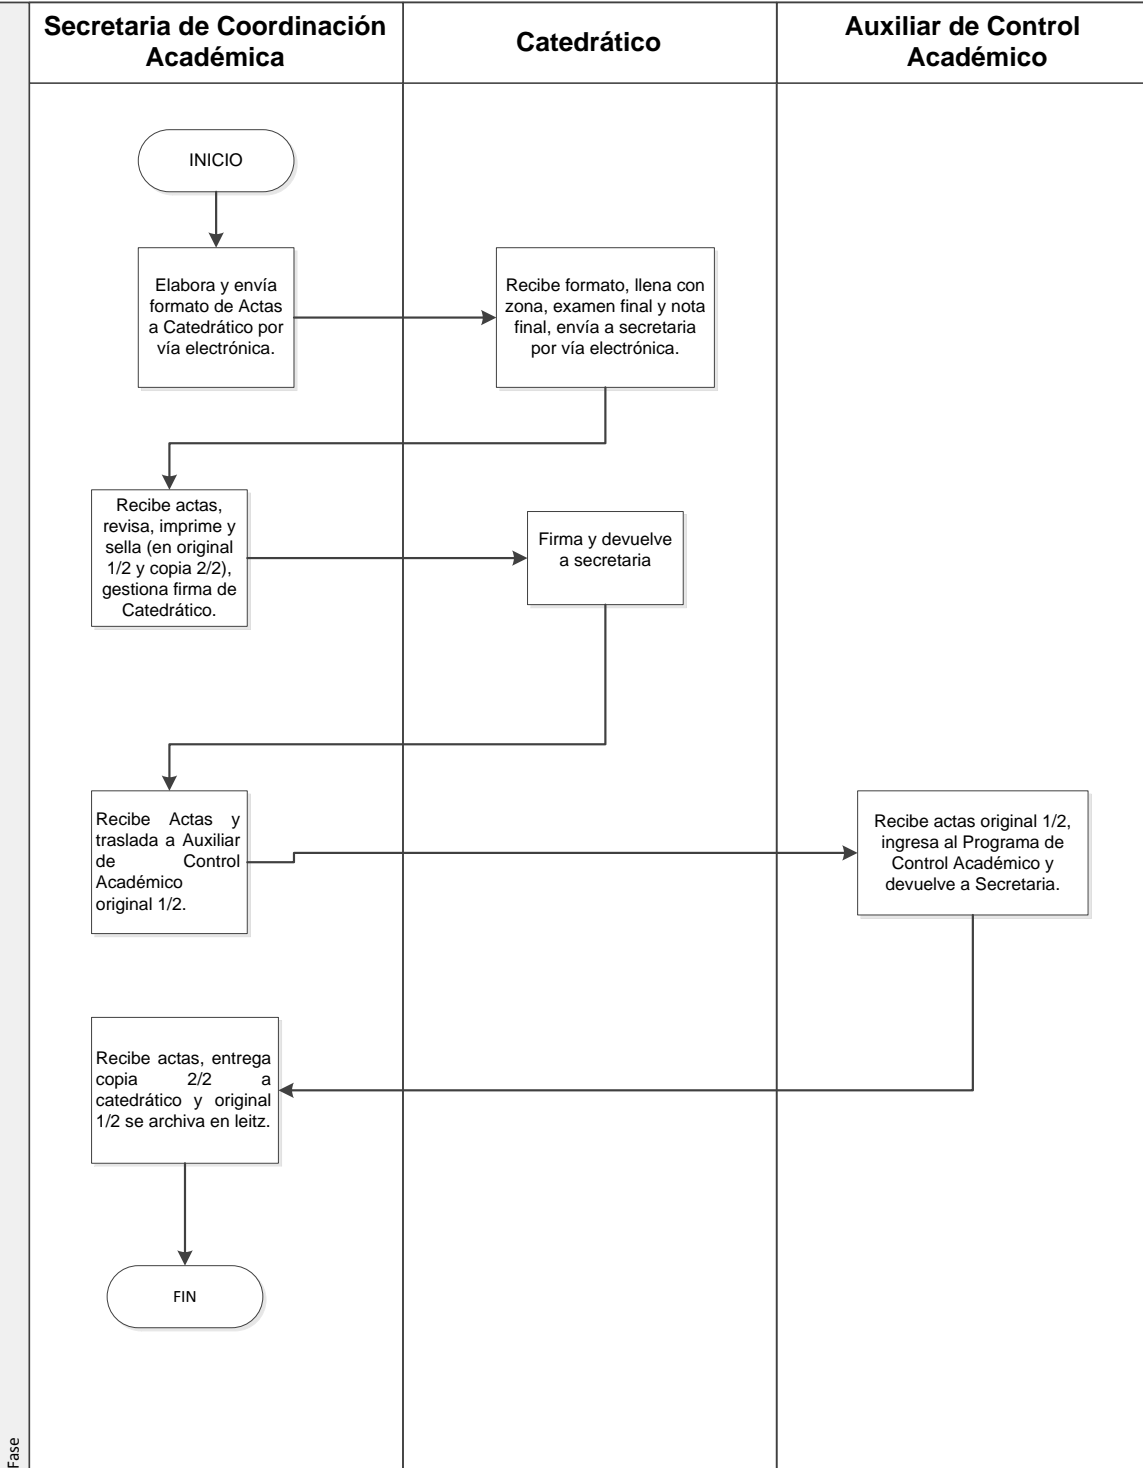 Secretaria de Coordinación
Académica
Catedrático
Auxiliar de Control
Académico
INICIO
Elabora y envía
formato de Actas
a Catedrático por
vía electrónica.
Recibe formato, llena con
zona, examen final y nota
final, envía a secretaria
por vía electrónica.
Recibe actas,
revisa, imprime y
sella (en original
1/2 y copia 2/2),
gestiona firma de
Catedrático.
Firma y devuelve
a secretaria
Recibe Actas y
traslada a Auxiliar
de Control
Académico
original 1/2.
Recibe actas original 1/2,
ingresa al Programa de
Control Académico y
devuelve a Secretaria.
Recibe actas, entrega
copia 2/2 a
catedrático y original
1/2 se archiva en leitz.
FIN
Fase